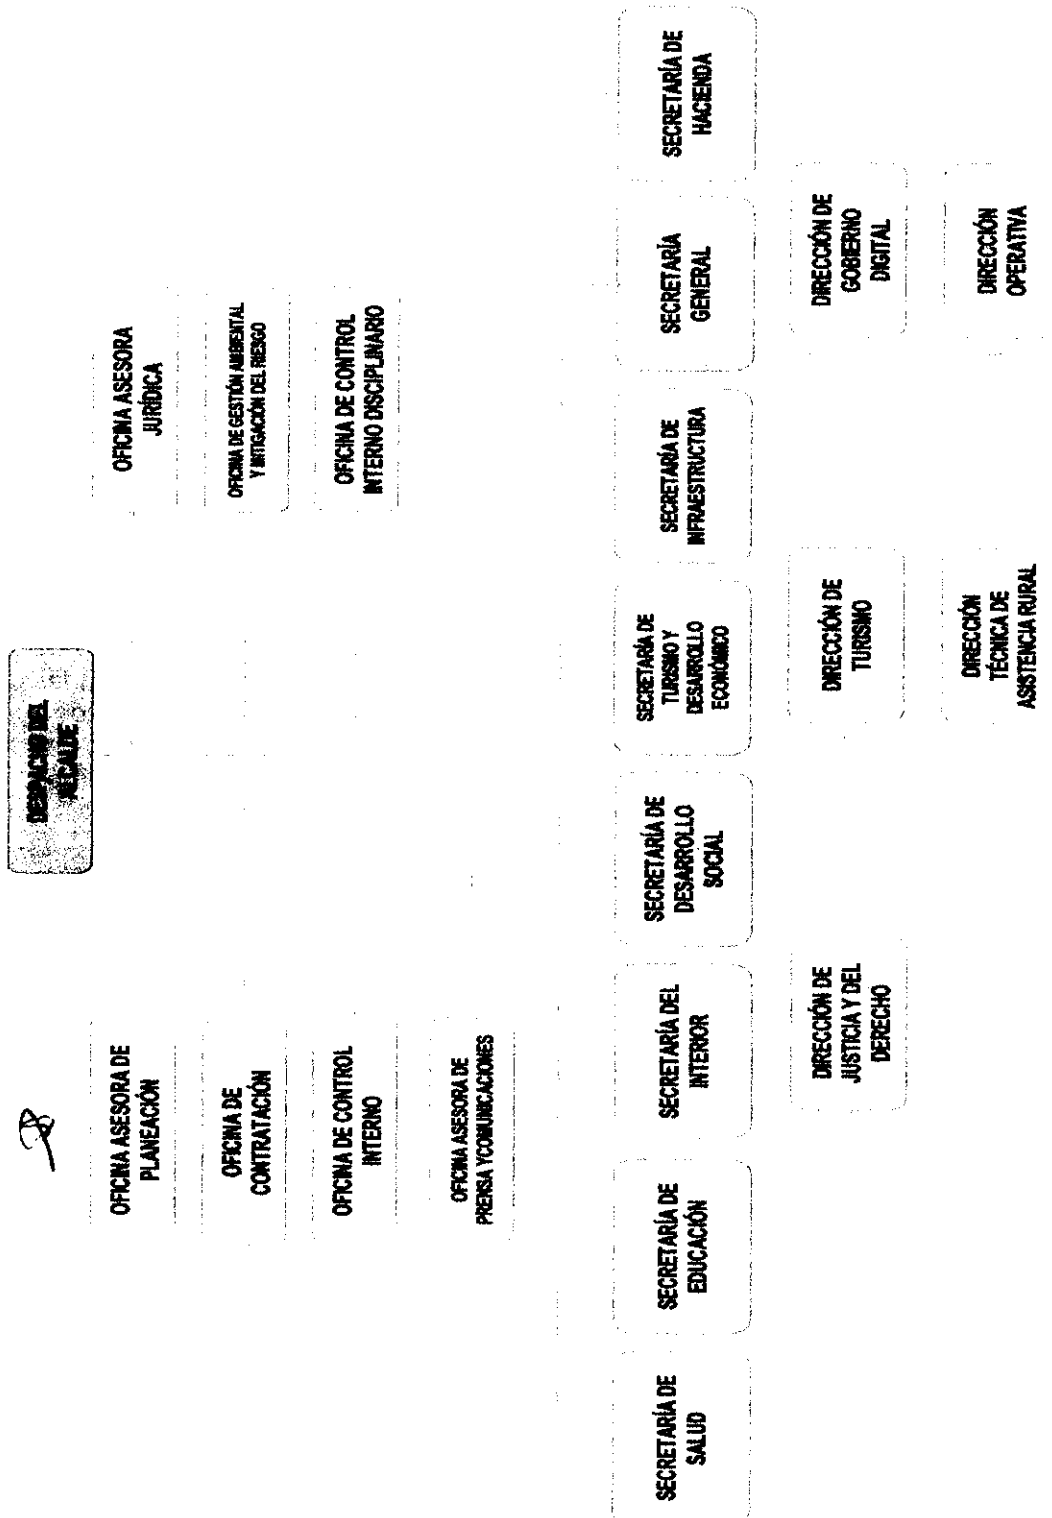 DESPACHO DEL
ALCALDE
OFICINA ASESORA DE
PLANEACIÓN
OFICINA ASESORA
JURÍDICA
OFICINA DE
CONTRATACIÓN
OFICINA DE GESTIÓN AMBIENTAL
Y MITIGACIÓN DEL RIESGO
OFICINA DE CONTROL
INTERNO
OFICINA DE CONTROL
INTERNO DISCIPLINARIO
OFICINA ASESORA DE
PRENSA Y COMUNICACIONES
SECRETARÍA DE
SALUD
SECRETARÍA DE
EDUCACIÓN
SECRETARÍA DEL
INTERIOR
SECRETARÍA DE
DESARROLLO
SOCIAL
SECRETARÍA DE
TURISMO Y
DESARROLLO
ECONÓMICO
SECRETARÍA DE
INFRAESTRUCTURA
SECRETARÍA
GENERAL
SECRETARÍA DE
HACIENDA
DIRECCIÓN DE
JUSTICIA Y DEL
DERECHO
DIRECCIÓN DE
TURISMO
DIRECCIÓN DE
GOBIERNO
DIGITAL
DIRECCIÓN
TÉCNICA DE
ASISTENCIA RURAL
DIRECCIÓN
OPERATIVA